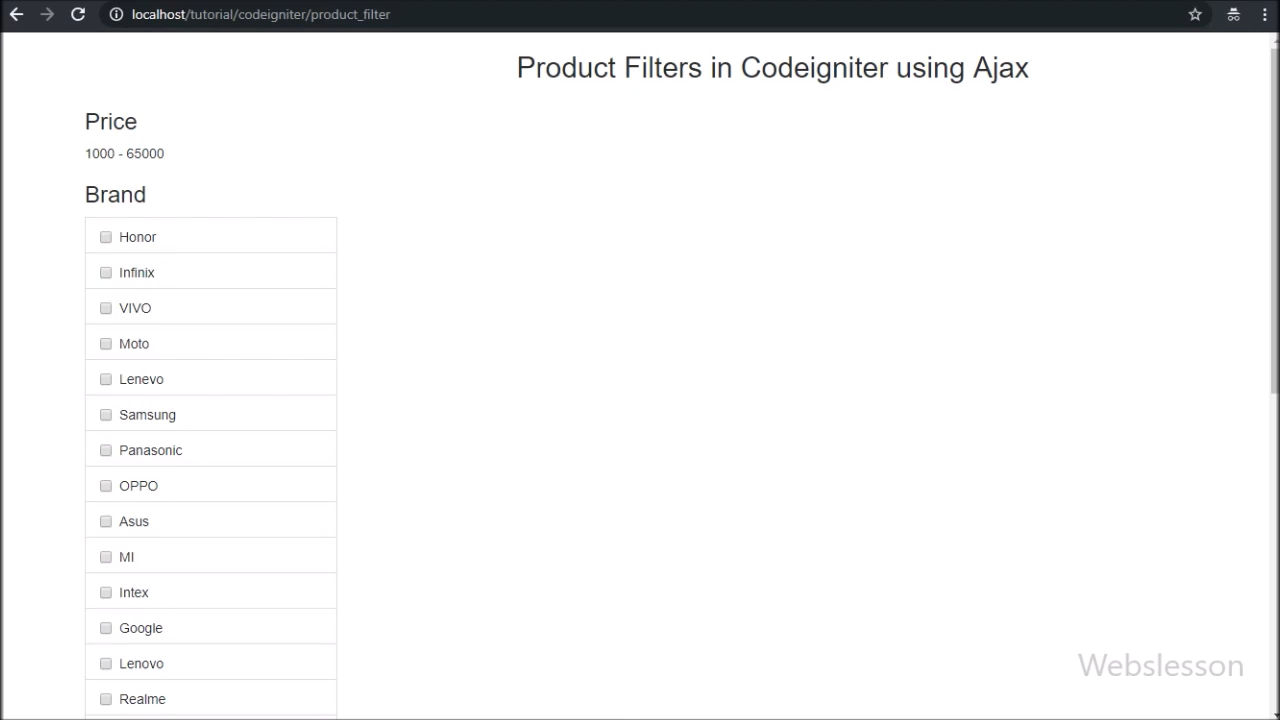 localhost/tutorial/codeigniter/product_filter
Product Filters in Codeigniter using Ajax
Price
1000 - 65000
Brand
Honor
Infinix
VIVO
Moto
Lenevo
Samsung
Panasonic
OPPO
Asus
MI
Intex
Google
Lenovo
Realme
Webslesson